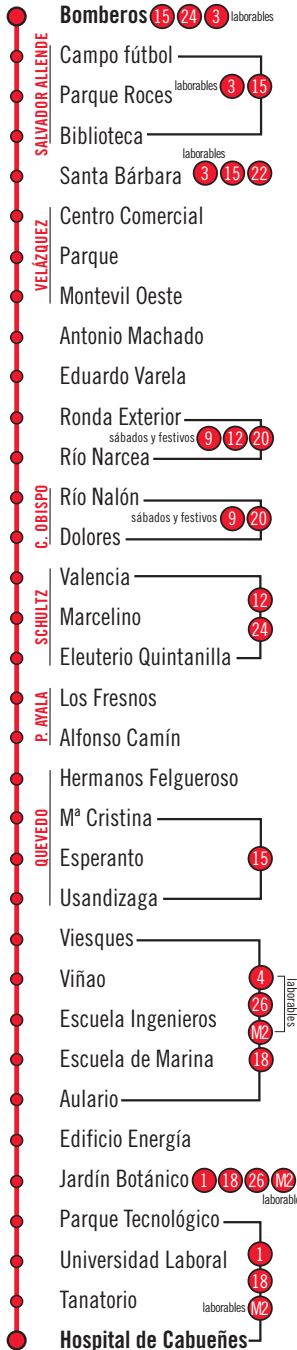 Bomberos 15 24 3 laborables
SALVADOR ALLENDE
Campo fútbol
Parque Roces laborables 3 15
Biblioteca
laborables
Santa Bárbara 3 15 22
VELÁZQUEZ
Centro Comercial
Parque
Montevil Oeste
Antonio Machado
Eduardo Varela
Ronda Exterior
sábados y festivos 9 12 20
Río Narcea
C. OBISPO
Río Nalón
sábados y festivos 9 20
Dolores
SCHULTZ
Valencia
12
Marcelino
24
Eleuterio Quintanilla
P. AYALA
Los Fresnos
Alfonso Camín
QUEVEDO
Hermanos Felgueroso
Mª Cristina
Esperanto 15
Usandizaga
Viesques
Viñao 4
26
laborables
Escuela Ingenieros M2
Escuela de Marina 18
Aulario
Edificio Energía
Jardín Botánico 1 18 26 M2
laborable
Parque Tecnológico
Universidad Laboral 1
18
Tanatorio laborables M2
Hospital de Cabueñes